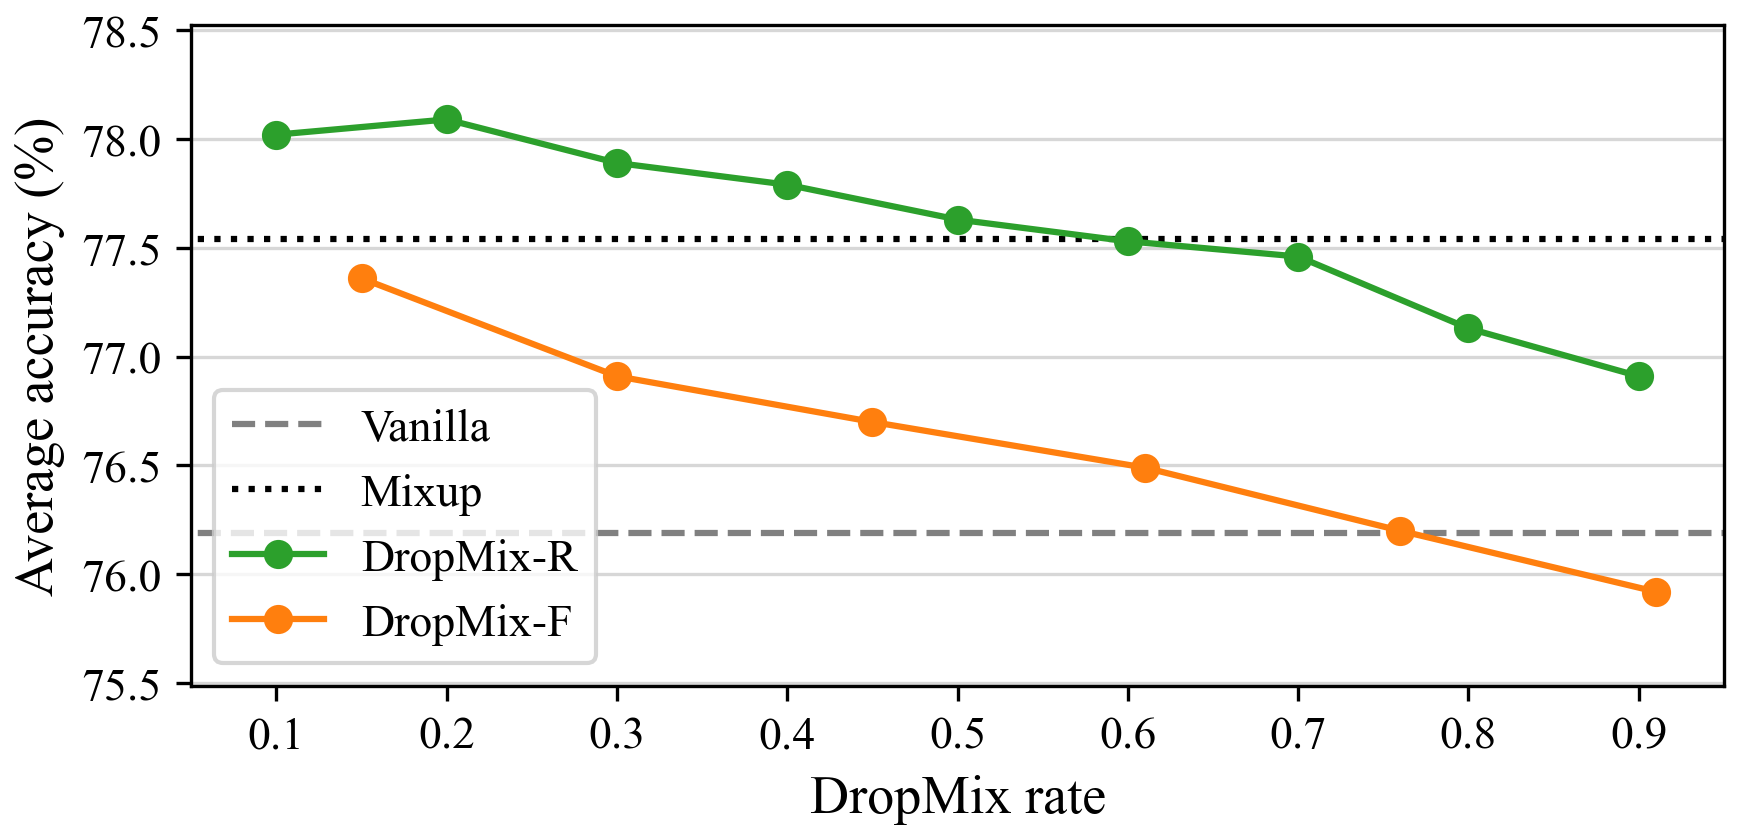 Average accuracy (%)
78.5
78.0
77.5
77.0
76.5
76.0
75.5
Vanilla
Mixup
DropMix-R
DropMix-F
0.1 0.2 0.3 0.4 0.5 0.6 0.7 0.8 0.9
DropMix rate